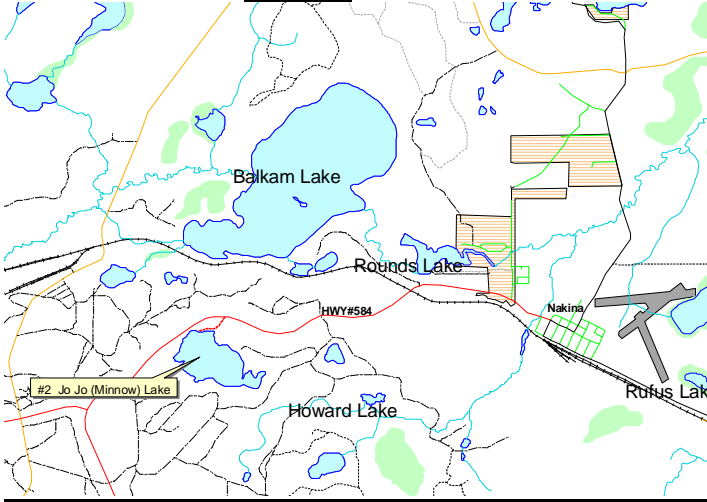 Balkam Lake
Rounds Lake
HWY#584
Nakina
#2 Jo Jo (Minnow) Lake
Rufus Lak
Howard Lake